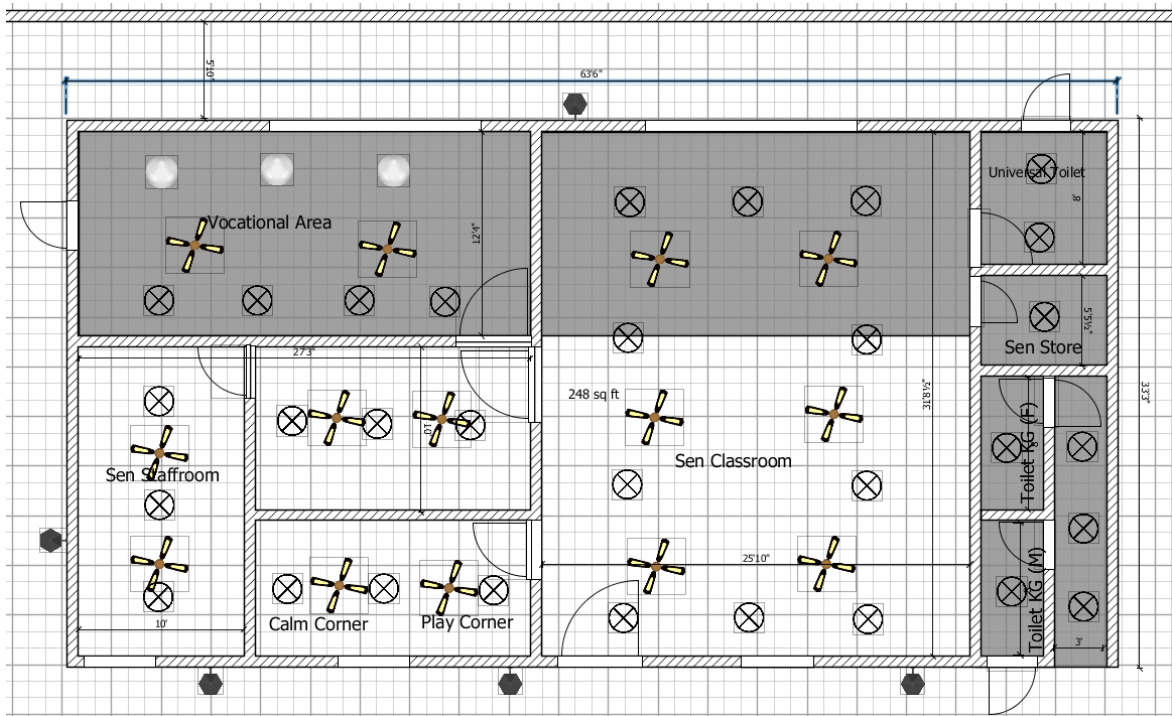 5'10"
63'6"
Universal Toilet
Vocational Area
12'4"
8'
5'5½"
Sen Store
27'3"
248 sq ft
31'8½"
33'3"
10'
Sen Classroom
Sen Staffroom
Toilet KG (F)
8'
25'10"
Toilet KG (M)
Calm Corner
Play Corner
10'
3'